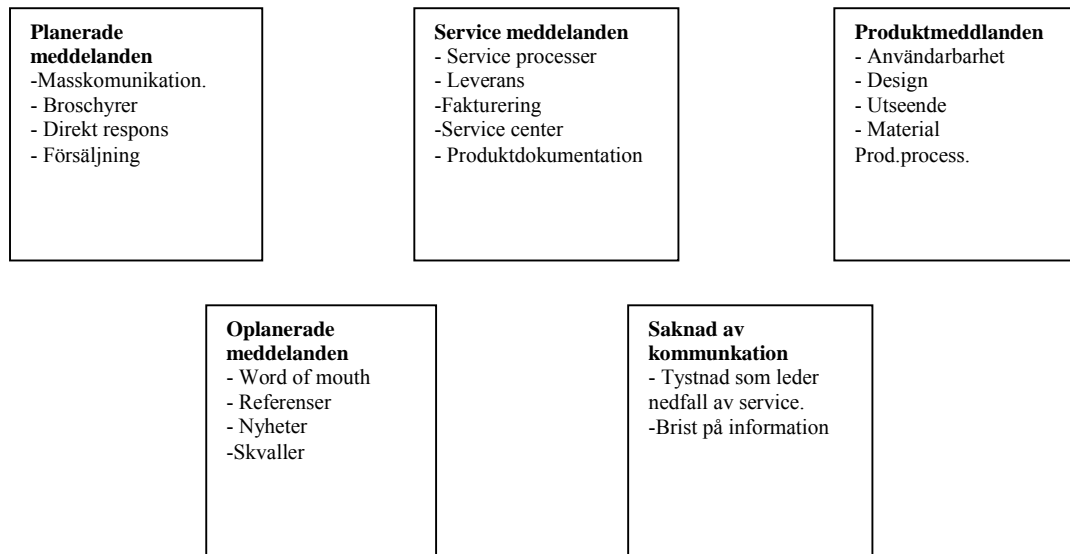 Planerade
meddelanden
-Masskomunikation.
- Broschyrer
- Direkt respons
- Försäljning
Service meddelanden
- Service processer
- Leverans
-Fakturering
-Service center
- Produktdokumentation
Produktmeddlanden
- Användarbarhet
- Design
- Utseende
- Material
Prod.process.
Oplanerade
meddelanden
- Word of mouth
- Referenser
- Nyheter
-Skvaller
Saknad av
kommunkation
- Tystnad som leder
nedfall av service.
-Brist på information